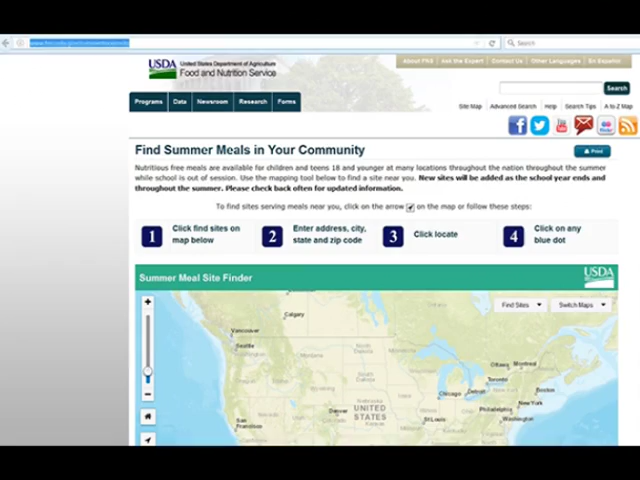 Search
USDA United States Department of Agriculture
Food and Nutrition Service
About FNS Ask the Expert Contact Us Other Languages En Español
Search
Programs Data Newsroom Research Forms
Site Map Advanced Search Help Search Tips A to Z Map
Find Summer Meals in Your Community
Print
Nutritious free meals are available for children and teens 18 and younger at many locations throughout the nation throughout the summer
while school is out of session. Use the mapping tool below to find a site near you. New sites will be added as the school year ends and
throughout the summer. Please check back often for updated information.
To find sites serving meals near you, click on the arrow on the map or follow these steps:
1 Click find sites on
map below
2 Enter address, city,
state and zip code
3 Click locate
4 Click on any
blue dot
Summer Meal Site Finder
USDA
Find Sites
Switch Maps
Calgary
Vancouver
Seattle
Ottawa
Montreal
Toronto
Boston
Chicago
Detroit
New York
Denver
UNITED
STATES
Philadelphia
St Louis
Washington
San
Francisco